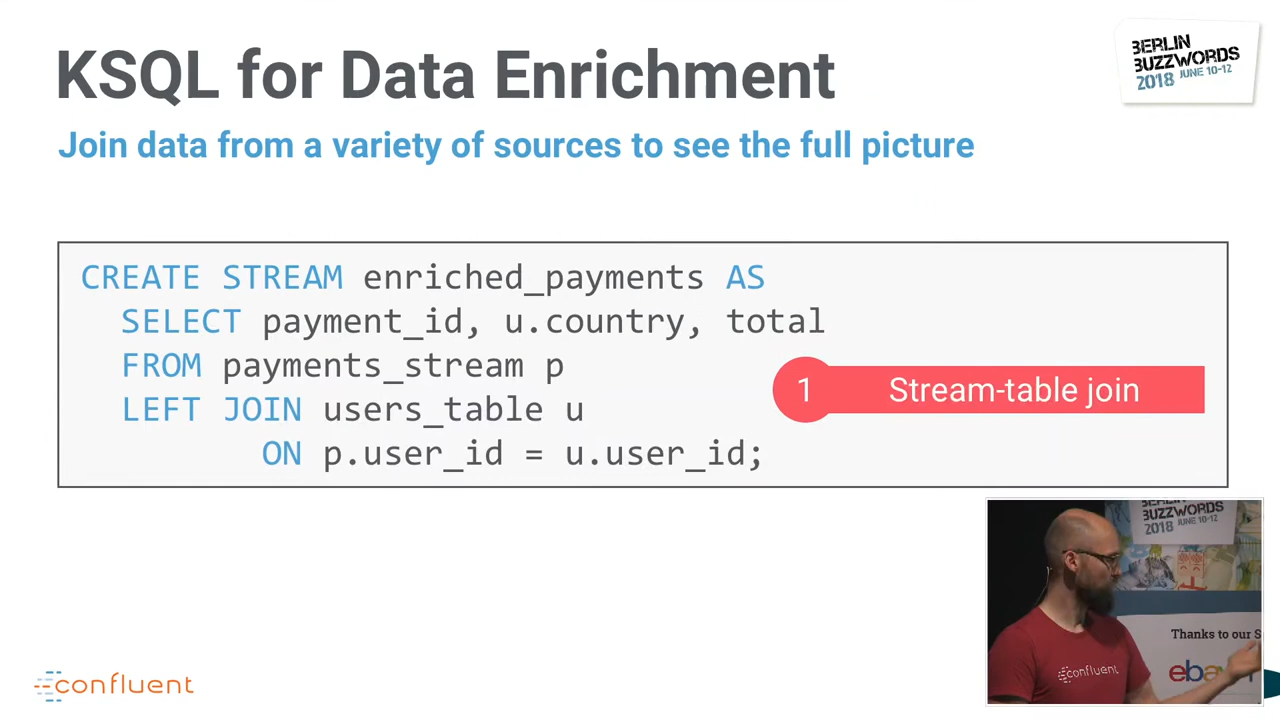 KSQL for Data Enrichment
BERLIN
BUZZWORDS
2018 JUNE 10-12
Join data from a variety of sources to see the full picture
CREATE STREAM enriched_payments AS
SELECT payment_id, u.country, total
FROM payments_stream p
LEFT JOIN users_table u
ON p.user_id = u.user_id;
1 Stream-table join
BERLIN
BUZZWORDS
2018 JUNE 10-12
Thanks to our S
confluent
ebay
confluent